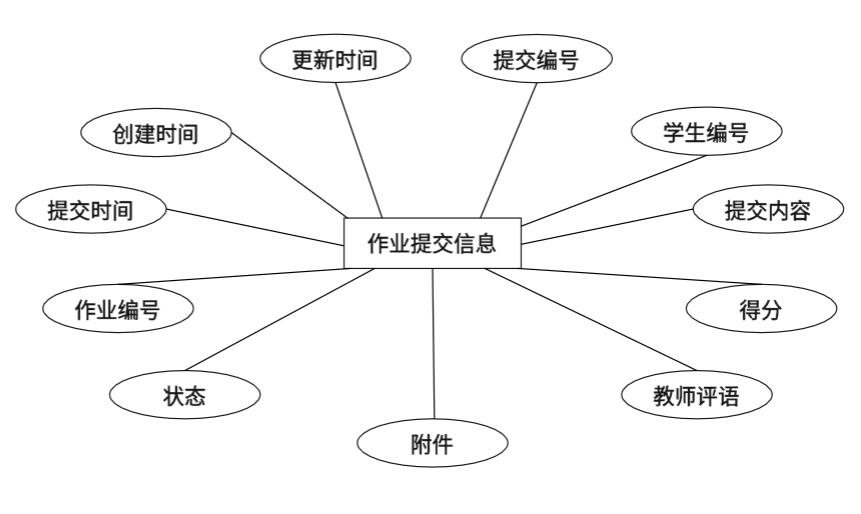 更新时间
提交编号
创建时间
学生编号
提交时间
提交内容
作业提交信息
作业编号
得分
状态
教师评语
附件